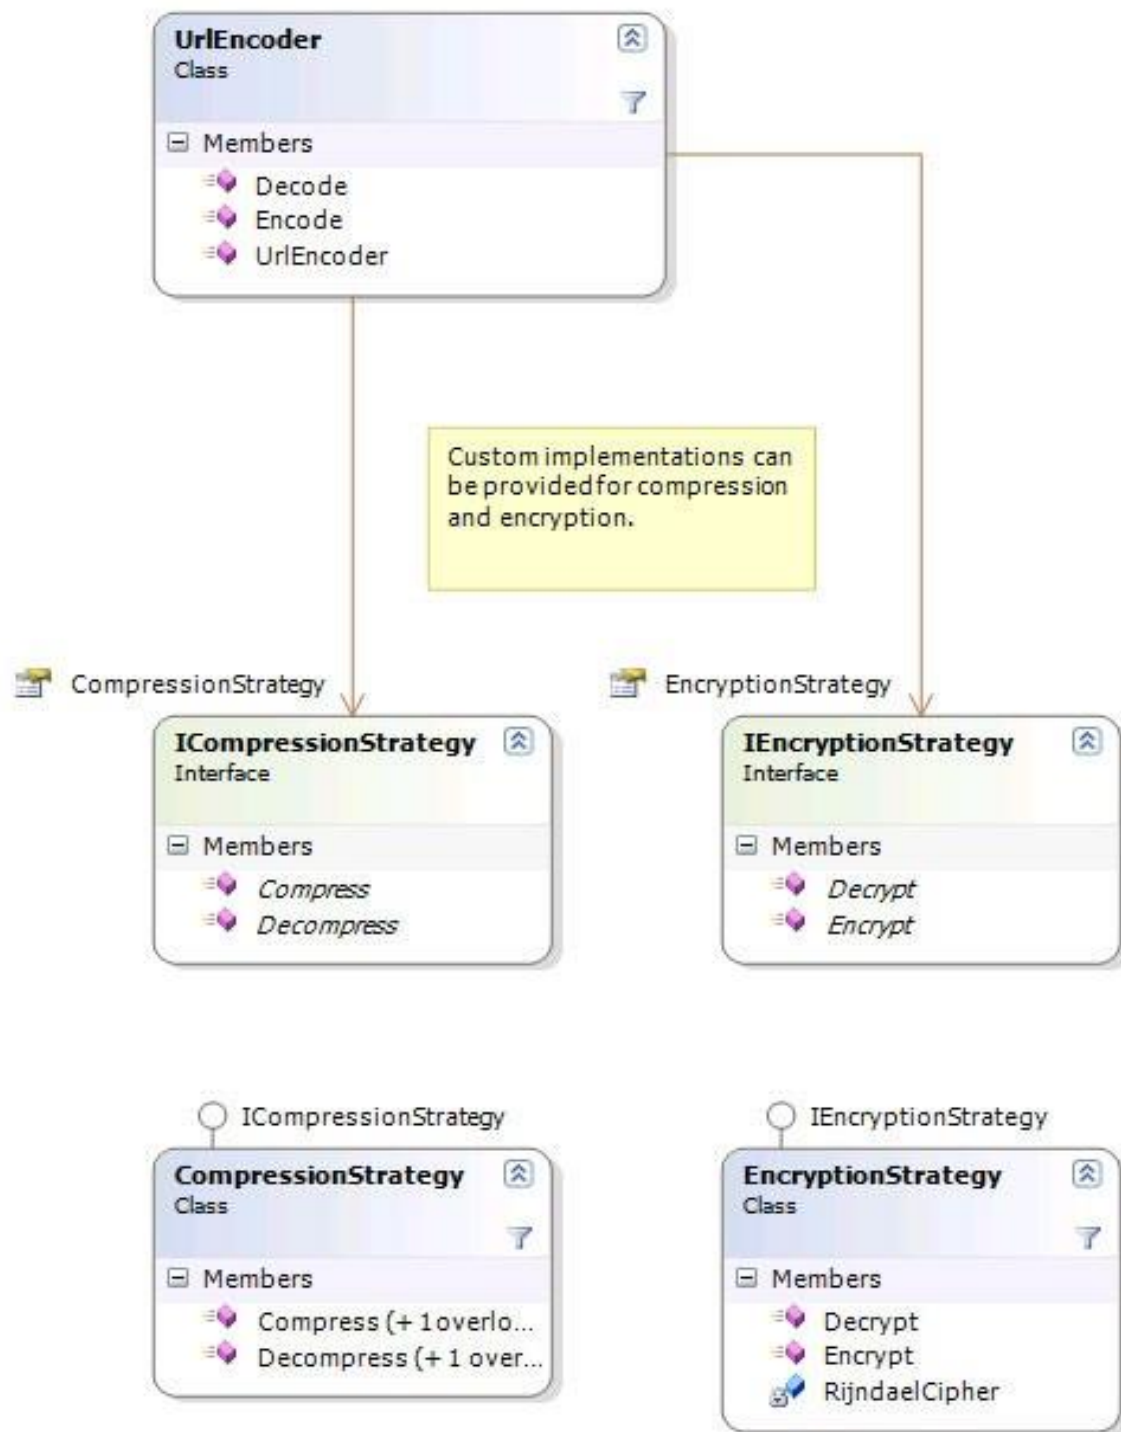 UrlEncoder
Class
Members
Decode
Encode
UrlEncoder
Custom implementations can
be provided for compression
and encryption.
CompressionStrategy
EncryptionStrategy
ICompressionStrategy
Interface
Members
Compress
Decompress
IEncryptionStrategy
Interface
Members
Decrypt
Encrypt
ICompressionStrategy
CompressionStrategy
Class
Members
Compress (+ 1 overlo...
Decompress (+ 1 over...
IEncryptionStrategy
EncryptionStrategy
Class
Members
Decrypt
Encrypt
RijndaelCipher